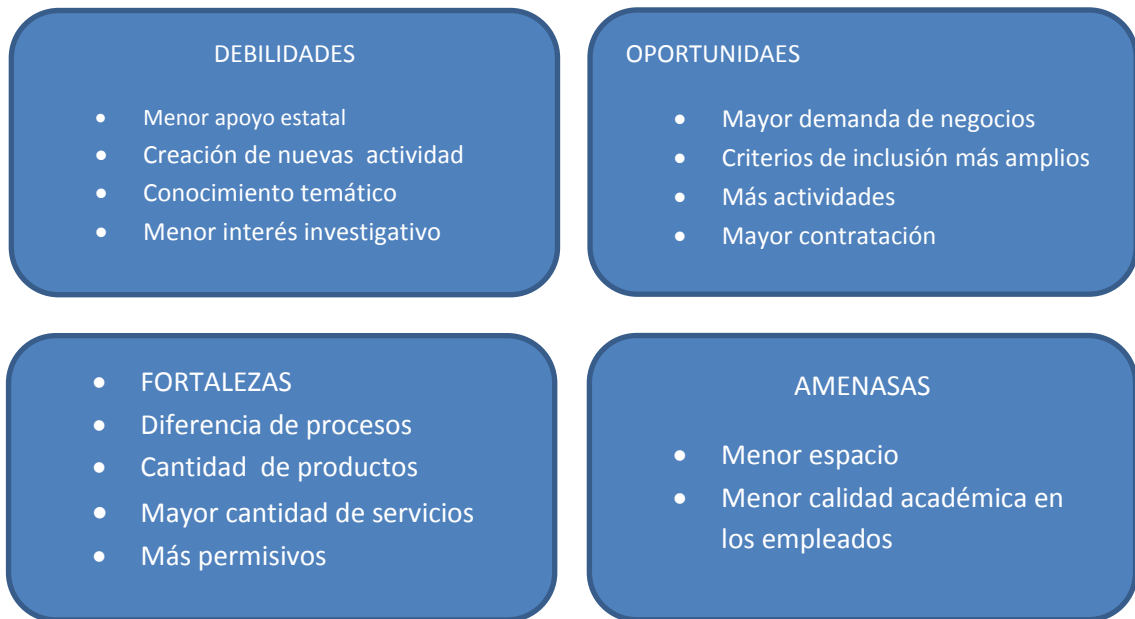 DEBILIDADES
• Menor apoyo estatal
• Creación de nuevas actividad
• Conocimiento temático
• Menor interés investigativo
OPORTUNIDAES
• Mayor demanda de negocios
• Criterios de inclusión más amplios
• Más actividades
• Mayor contratación
• FORTALEZAS
• Diferencia de procesos
• Cantidad de productos
• Mayor cantidad de servicios
• Más permisivos
AMENASAS
• Menor espacio
• Menor calidad académica en
los empleados